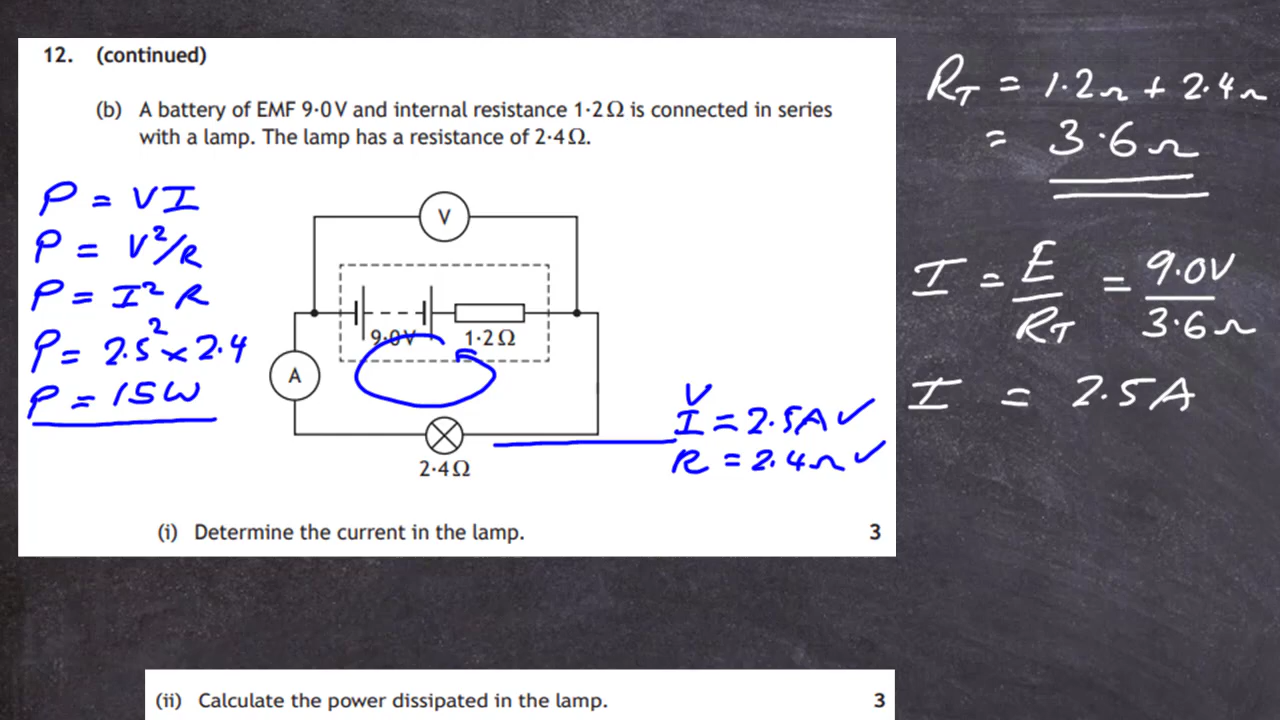 12. (continued)
(b) A battery of EMF 9·0 V and internal resistance 1·2 Ω is connected in series
with a lamp. The lamp has a resistance of 2·4 Ω.
P = VI
P = V²/R
P = I² R
P = 2.5² × 2.4
P = 15W
V
9·0 V
1·2 Ω
A
2·4 Ω
V
I = 2.5A ✓
R = 2.4Ω ✓
(i) Determine the current in the lamp. 3
(ii) Calculate the power dissipated in the lamp. 3
R_T = 1.2Ω + 2.4Ω
= 3.6Ω
I = E/R_T = 9.0V/3.6Ω
I = 2.5A